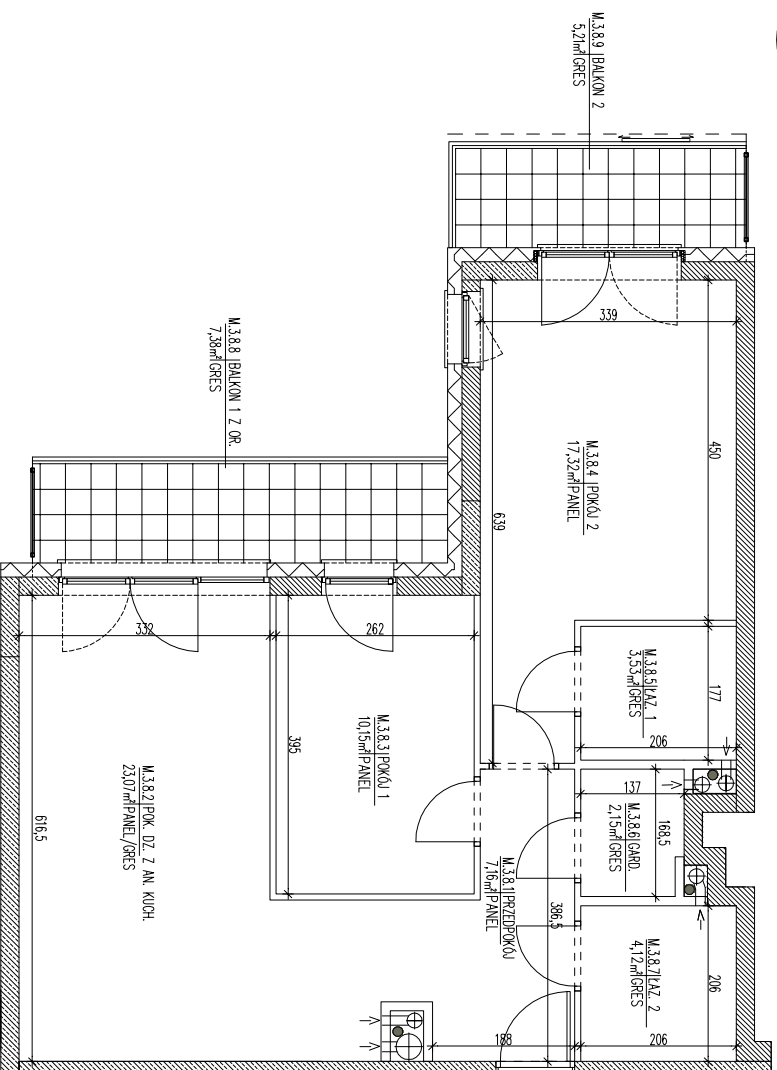 M.3.8.9 | BALKON 2
5,21m² | GRES
M.3.8.8 | BALKON 1 Z OR.
7,38m² | GRES
339
450
M.3.8.4 | POKÓJ 2
17,32m² | PANEL
639
M.3.8.5 | ŁAZ. 1
3,53m² | GRES
177
206
332
262
395
M.3.8.3 | POKÓJ 1
10,15m² | PANEL
137
168,5
M.3.8.6 | GARD.
2,15m² | GRES
M.3.8.2 | POK. DZ. Z AN. KUCH.
23,07m² | PANEL/GRES
616,5
M.3.8.1 | PRZEDPOKÓJ
7,16m² | PANEL
386,5
M.3.8.7 | ŁAZ. 2
4,12m² | GRES
206
206
188